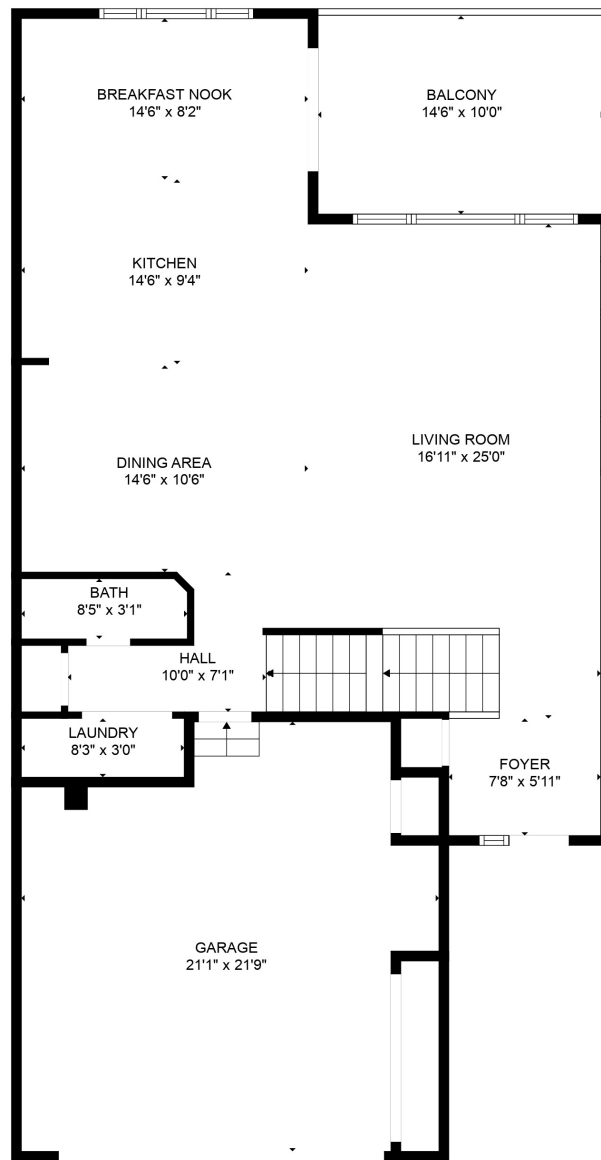 BREAKFAST NOOK
14'6" x 8'2"
BALCONY
14'6" x 10'0"
KITCHEN
14'6" x 9'4"
LIVING ROOM
16'11" x 25'0"
DINING AREA
14'6" x 10'6"
BATH
8'5" x 3'1"
HALL
10'0" x 7'1"
LAUNDRY
8'3" x 3'0"
FOYER
7'8" x 5'11"
GARAGE
21'1" x 21'9"